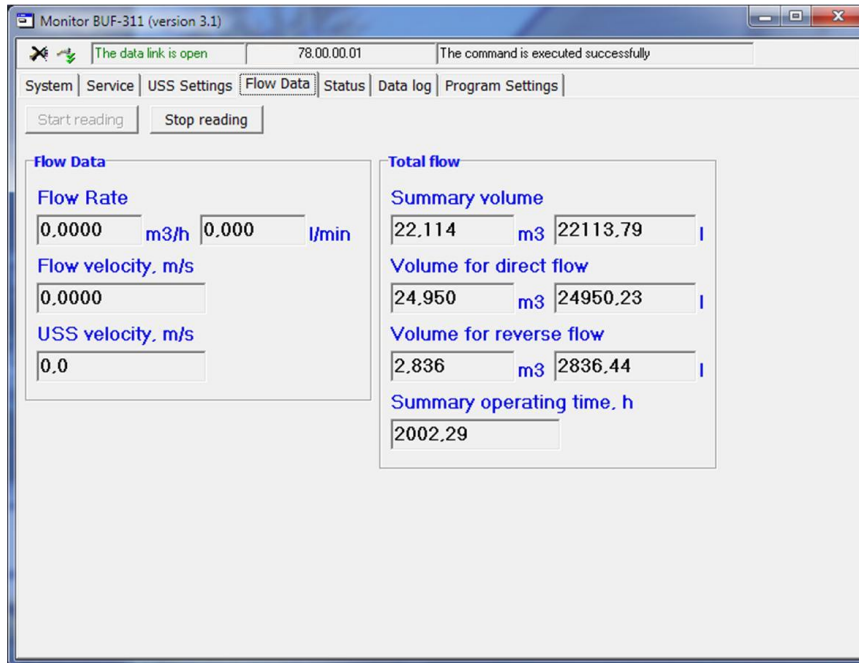 Monitor BUF-311 (version 3.1)
The data link is open 78.00.00.01 The command is executed successfully
System Service USS Settings Flow Data Status Data log Program Settings
Start reading Stop reading
Flow Data
Flow Rate
0,0000 m3/h 0,000 l/min
Flow velocity, m/s
0,0000
USS velocity, m/s
0,0
Total flow
Summary volume
22,114 m3 22113,79 l
Volume for direct flow
24,950 m3 24950,23 l
Volume for reverse flow
2,836 m3 2836,44 l
Summary operating time, h
2002,29